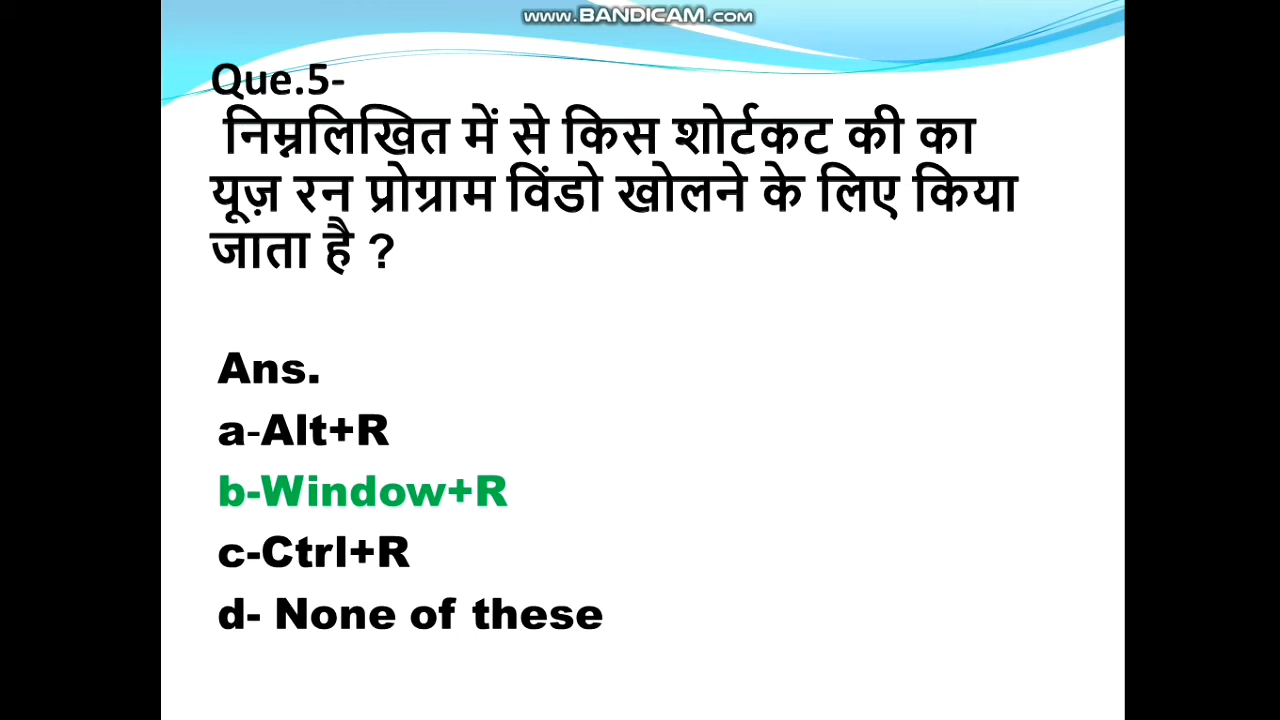 www.BANDICAM.com
Que.5-
निम्नलिखित में से किस शोर्टकट की का
यूज़ रन प्रोग्राम विंडो खोलने के लिए किया
जाता है ?
Ans.
a-Alt+R
b-Window+R
c-Ctrl+R
d- None of these